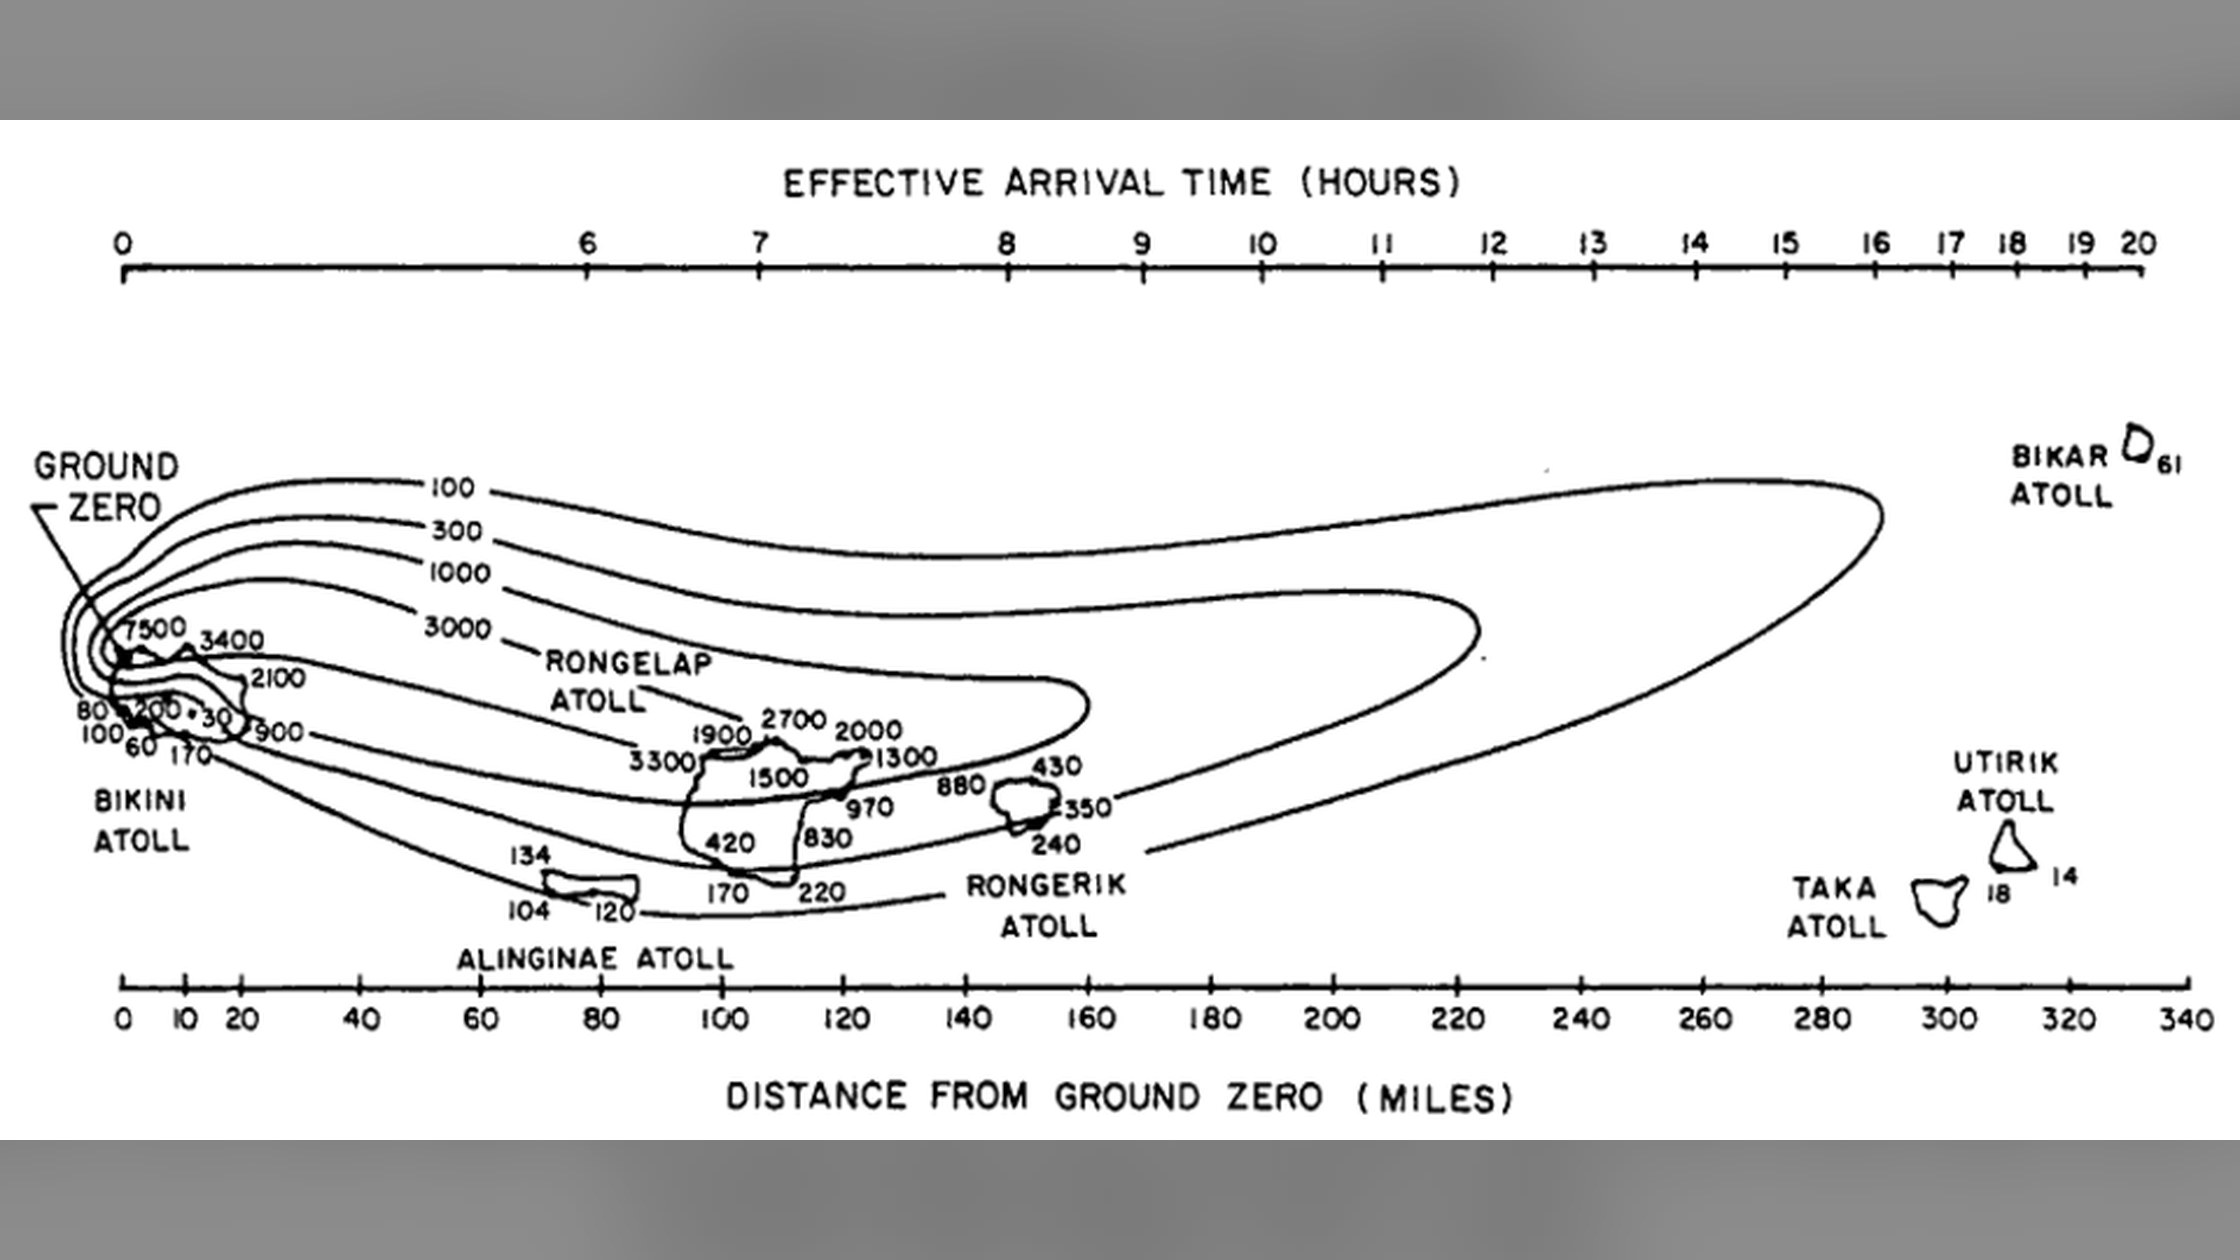 EFFECTIVE ARRIVAL TIME (HOURS)
0 6 7 8 9 10 11 12 13 14 15 16 17 18 19 20
GROUND
ZERO
BIKAR
ATOLL
61
100
300
1000
3000
7500
3400
2100
80
200
30
900
100
60
170
BIKINI
ATOLL
RONGELAP
ATOLL
1900
2700
2000
3300
1500
1300
970
420
830
170
220
134
104
120
ALINGINAE ATOLL
880
430
350
240
RONGERIK
ATOLL
UTIRIK
ATOLL
14
TAKA
ATOLL
18
0 10 20 40 60 80 100 120 140 160 180 200 220 240 260 280 300 320 340
DISTANCE FROM GROUND ZERO (MILES)